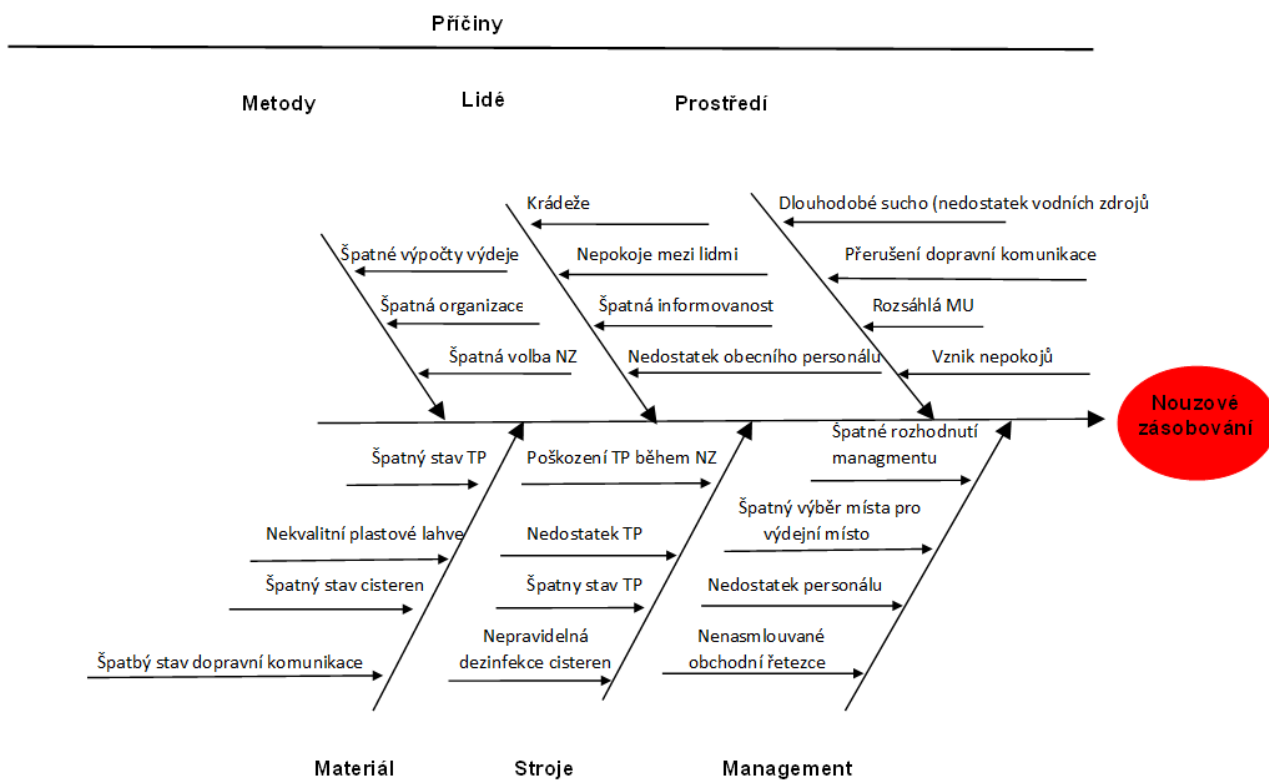 Příčiny
Metody
Lidé
Prostředí
Krádeže
Dlouhodobé sucho (nedostatek vodních zdrojů
Špatné výpočty výdeje
Nepokoje mezi lidmi
Přerušení dopravní komunikace
Špatná organizace
Špatná informovanost
Rozsáhlá MU
Špatná volba NZ
Nedostatek obecního personálu
Vznik nepokojů
Nouzové
zásobování
Špatný stav TP
Poškození TP během NZ
Špatné rozhodnutí
managmentu
Nekvalitní plastové lahve
Nedostatek TP
Špatný výběr místa pro
výdejní místo
Špatný stav cisteren
Špatny stav TP
Nedostatek personálu
Špatbý stav dopravní komunikace
Nepravidelná
dezinfekce cisteren
Nenasmlouvané
obchodní řetezce
Materiál
Stroje
Management